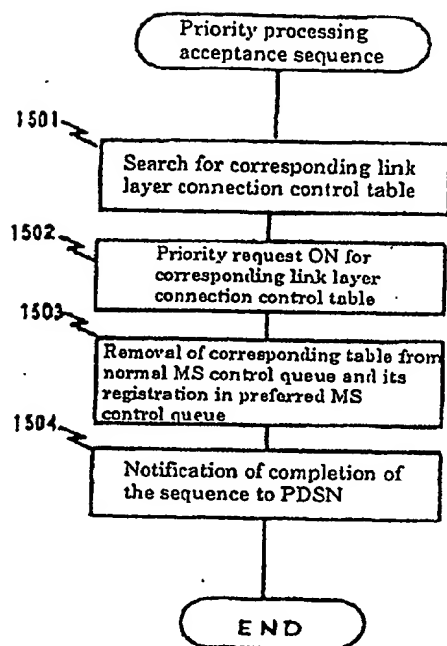 Priority processing
acceptance sequence
1501
Search for corresponding link
layer connection control table
1502
Priority request ON for
corresponding link layer
connection control table
1503
Removal of corresponding table from
normal MS control queue and its
registration in preferred MS
control queue
1504
Notification of completion of
the sequence to PDSN
END